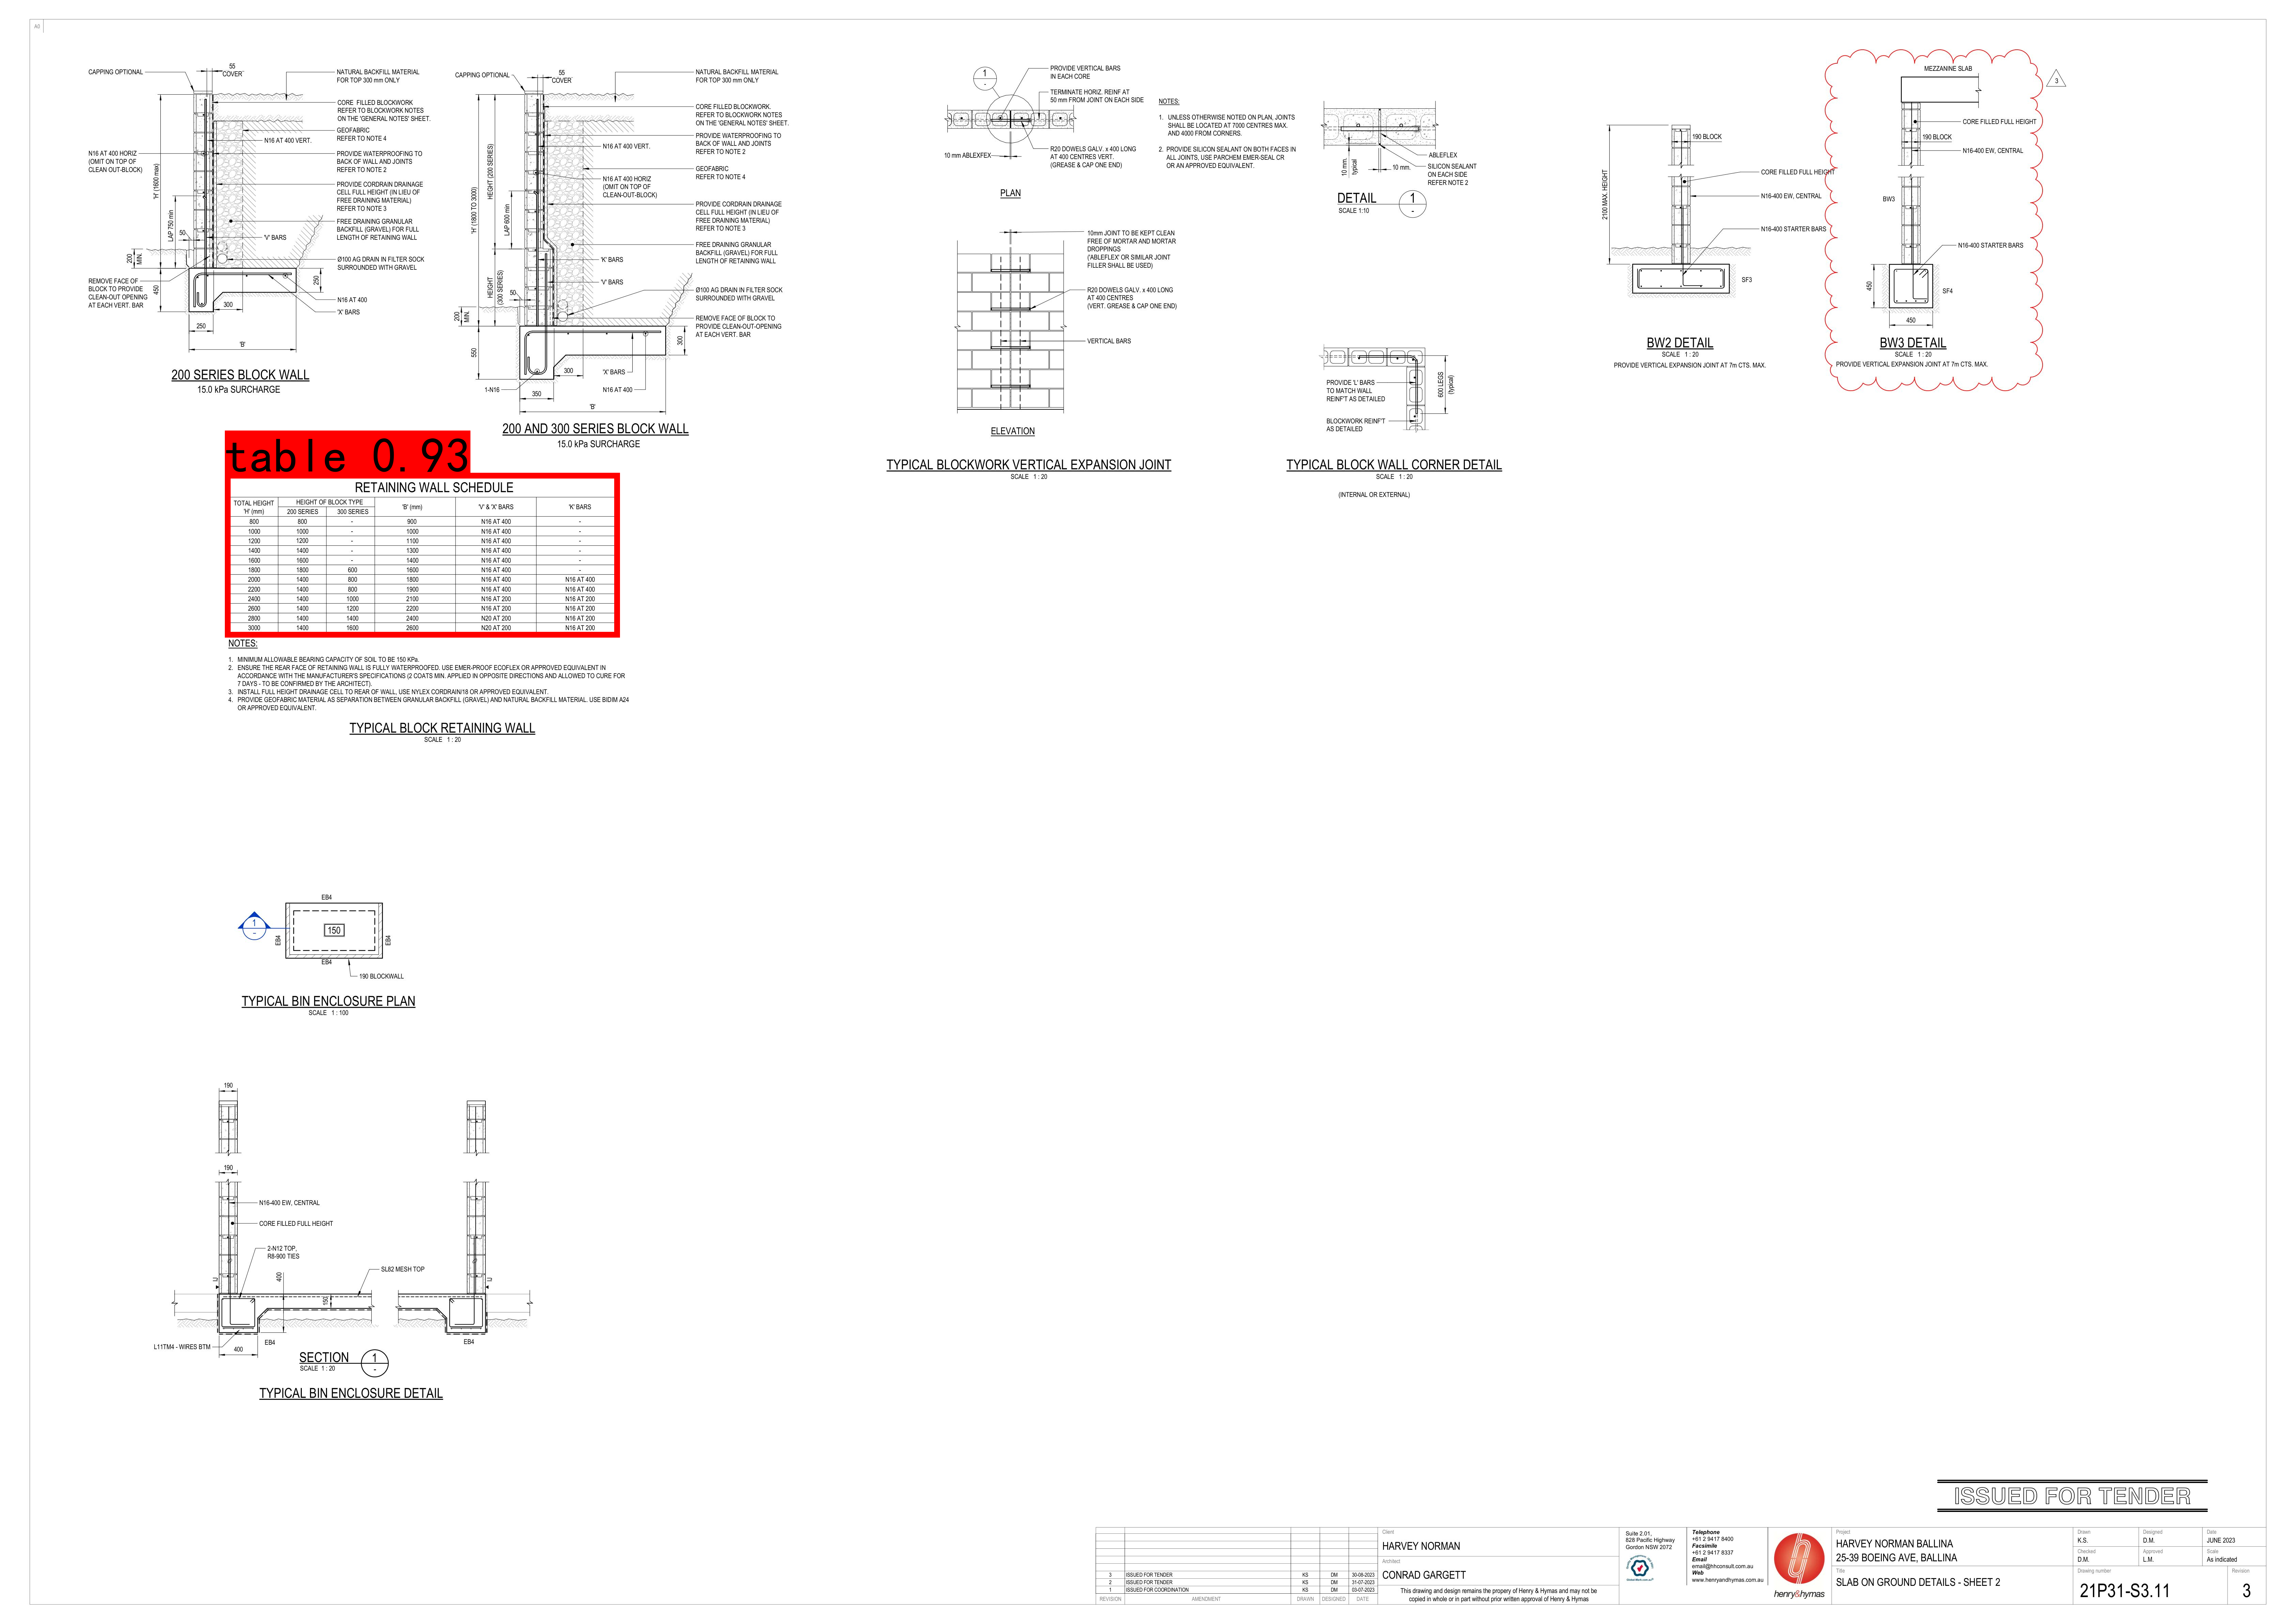 A0
CAPPING OPTIONAL
55
COVER
NATURAL BACKFILL MATERIAL
FOR TOP 300 mm ONLY
CORE FILLED BLOCKWORK
REFER TO BLOCKWORK NOTES
ON THE 'GENERAL NOTES' SHEET.
GEOFABRIC
REFER TO NOTE 4
N16 AT 400 VERT.
N16 AT 400 HORIZ
(OMIT ON TOP OF
CLEAN OUT-BLOCK)
PROVIDE WATERPROOFING TO
BACK OF WALL AND JOINTS
REFER TO NOTE 2
'H' (1600 max)
PROVIDE CORDRAIN DRAINAGE
CELL FULL HEIGHT (IN LIEU OF
FREE DRAINING MATERIAL)
REFER TO NOTE 3
LAP 750 min
50
FREE DRAINING GRANULAR
BACKFILL (GRAVEL) FOR FULL
LENGTH OF RETAINING WALL
'V' BARS
200
MIN.
Ø100 AG DRAIN IN FILTER SOCK
SURROUNDED WITH GRAVEL
REMOVE FACE OF
BLOCK TO PROVIDE
CLEAN-OUT OPENING
AT EACH VERT. BAR
450
250
300
N16 AT 400
'X' BARS
250
'B'
200 SERIES BLOCK WALL
15.0 kPa SURCHARGE
CAPPING OPTIONAL
55
COVER
NATURAL BACKFILL MATERIAL
FOR TOP 300 mm ONLY
CORE FILLED BLOCKWORK.
REFER TO BLOCKWORK NOTES
ON THE 'GENERAL NOTES' SHEET.
PROVIDE WATERPROOFING TO
BACK OF WALL AND JOINTS
REFER TO NOTE 2
N16 AT 400 VERT.
GEOFABRIC
REFER TO NOTE 4
N16 AT 400 HORIZ
(OMIT ON TOP OF
CLEAN-OUT-BLOCK)
'H' (1800 TO 3000)
HEIGHT (200 SERIES)
LAP 600 min
PROVIDE CORDRAIN DRAINAGE
CELL FULL HEIGHT (IN LIEU OF
FREE DRAINING MATERIAL)
REFER TO NOTE 3
FREE DRAINING GRANULAR
BACKFILL (GRAVEL) FOR FULL
LENGTH OF RETAINING WALL
'K' BARS
HEIGHT
(300 SERIES)
'V' BARS
50
Ø100 AG DRAIN IN FILTER SOCK
SURROUNDED WITH GRAVEL
200
MIN.
REMOVE FACE OF BLOCK TO
PROVIDE CLEAN-OUT-OPENING
AT EACH VERT. BAR
550
300
300
'X' BARS
1-N16
N16 AT 400
350
'B'
200 AND 300 SERIES BLOCK WALL
15.0 kPa SURCHARGE
table 0.93
RETAINING WALL SCHEDULE
TOTAL HEIGHT 'H' (mm) HEIGHT OF BLOCK TYPE 200 SERIES 300 SERIES 'B' (mm) 'V' & 'X' BARS 'K' BARS
800 800 - 900 N16 AT 400 -
1000 1000 - 1000 N16 AT 400 -
1200 1200 - 1100 N16 AT 400 -
1400 1400 - 1300 N16 AT 400 -
1600 1600 - 1400 N16 AT 400 -
1800 1800 600 1600 N16 AT 400 -
2000 1400 800 1800 N16 AT 400 N16 AT 400
2200 1400 800 1900 N16 AT 400 N16 AT 400
2400 1400 1000 2100 N16 AT 200 N16 AT 200
2600 1400 1200 2200 N16 AT 200 N16 AT 200
2800 1400 1400 2400 N20 AT 200 N16 AT 200
3000 1400 1600 2600 N20 AT 200 N16 AT 200
NOTES:
1. MINIMUM ALLOWABLE BEARING CAPACITY OF SOIL TO BE 150 KPa.
2. ENSURE THE REAR FACE OF RETAINING WALL IS FULLY WATERPROOFED. USE EMER-PROOF ECOFLEX OR APPROVED EQUIVALENT IN
ACCORDANCE WITH THE MANUFACTURER'S SPECIFICATIONS (2 COATS MIN. APPLIED IN OPPOSITE DIRECTIONS AND ALLOWED TO CURE FOR
7 DAYS - TO BE CONFIRMED BY THE ARCHITECT).
3. INSTALL FULL HEIGHT DRAINAGE CELL TO REAR OF WALL, USE NYLEX CORDRAIN/18 OR APPROVED EQUIVALENT.
4. PROVIDE GEOFABRIC MATERIAL AS SEPARATION BETWEEN GRANULAR BACKFILL (GRAVEL) AND NATURAL BACKFILL MATERIAL. USE BIDIM A24
OR APPROVED EQUIVALENT.
TYPICAL BLOCK RETAINING WALL
SCALE 1 : 20
1
-
PROVIDE VERTICAL BARS
IN EACH CORE
TERMINATE HORIZ. REINF AT
50 mm FROM JOINT ON EACH SIDE
10 mm ABLEXFEX
R20 DOWELS GALV. x 400 LONG
AT 400 CENTRES VERT.
(GREASE & CAP ONE END)
PLAN
NOTES:
1. UNLESS OTHERWISE NOTED ON PLAN, JOINTS
SHALL BE LOCATED AT 7000 CENTRES MAX.
AND 4000 FROM CORNERS.
2. PROVIDE SILICON SEALANT ON BOTH FACES IN
ALL JOINTS, USE PARCHEM EMER-SEAL CR
OR AN APPROVED EQUIVALENT.
10mm JOINT TO BE KEPT CLEAN
FREE OF MORTAR AND MORTAR
DROPPINGS
('ABLEFLEX' OR SIMILAR JOINT
FILLER SHALL BE USED)
R20 DOWELS GALV. x 400 LONG
AT 400 CENTRES
(VERT. GREASE & CAP ONE END)
VERTICAL BARS
ELEVATION
TYPICAL BLOCKWORK VERTICAL EXPANSION JOINT
SCALE 1 : 20
10 mm.
typical
10 mm.
ABLEFLEX
SILICON SEALANT
ON EACH SIDE
REFER NOTE 2
DETAIL
SCALE 1:10
1
-
PROVIDE 'L' BARS
TO MATCH WALL
REINF'T AS DETAILED
600 LEGS
(typical)
BLOCKWORK REINF'T
AS DETAILED
TYPICAL BLOCK WALL CORNER DETAIL
SCALE 1 : 20
(INTERNAL OR EXTERNAL)
190 BLOCK
CORE FILLED FULL HEIGHT
N16-400 EW, CENTRAL
2100 MAX. HEIGHT
N16-400 STARTER BARS
SF3
BW2 DETAIL
SCALE 1 : 20
PROVIDE VERTICAL EXPANSION JOINT AT 7m CTS. MAX.
MEZZANINE SLAB
3
CORE FILLED FULL HEIGHT
190 BLOCK
N16-400 EW, CENTRAL
BW3
N16-400 STARTER BARS
450
SF4
450
BW3 DETAIL
SCALE 1 : 20
PROVIDE VERTICAL EXPANSION JOINT AT 7m CTS. MAX.
EB4
1
-
EB4
150
EB4
EB4
190 BLOCKWALL
TYPICAL BIN ENCLOSURE PLAN
SCALE 1 : 100
190
190
N16-400 EW, CENTRAL
CORE FILLED FULL HEIGHT
2-N12 TOP,
R8-900 TIES
SL82 MESH TOP
400
150
L11TM4 - WIRES BTM
400
EB4
EB4
SECTION
SCALE 1 : 20
1
-
TYPICAL BIN ENCLOSURE DETAIL
ISSUED FOR TENDER
3 ISSUED FOR TENDER KS DM 30-08-2023
2 ISSUED FOR TENDER KS DM 31-07-2023
1 ISSUED FOR COORDINATION KS DM 03-07-2023
REVISION AMENDMENT DRAWN DESIGNED DATE
Client
HARVEY NORMAN
Architect
CONRAD GARGETT
This drawing and design remains the propery of Henry & Hymas and may not be
copied in whole or in part without prior written approval of Henry & Hymas
Suite 2.01,
828 Pacific Highway
Gordon NSW 2072
Telephone
+61 2 9417 8400
Facsimile
+61 2 9417 8337
Email
email@hhconsult.com.au
Web
www.henryandhymas.com.au
henry&hymas
Project
HARVEY NORMAN BALLINA
25-39 BOEING AVE, BALLINA
Title
SLAB ON GROUND DETAILS - SHEET 2
Drawn
K.S.
Designed
D.M.
Date
JUNE 2023
Checked
D.M.
Approved
L.M.
Scale
As indicated
Drawing number
21P31-S3.11
Revision
3